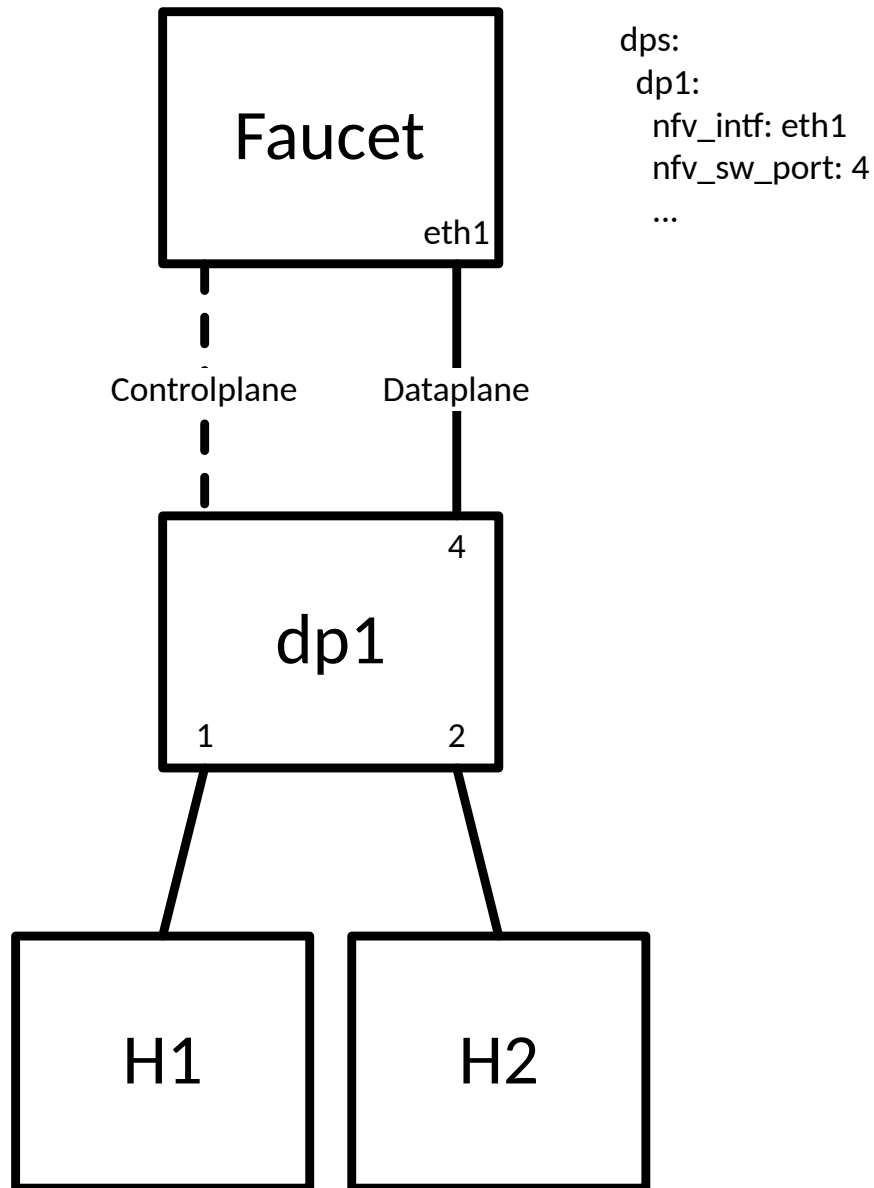 dps:
dp1:
nfv_intf: eth1
nfv_sw_port: 4
...
Faucet
eth1
Controlplane
Dataplane
4
dp1
1
2
H1
H2